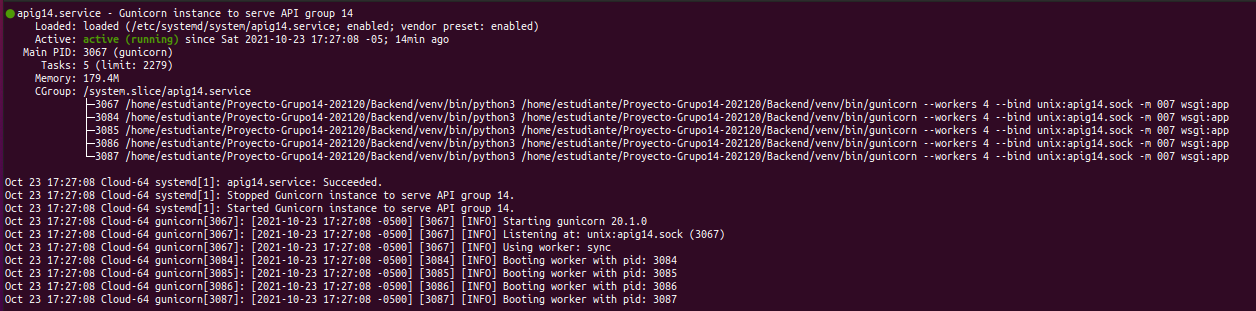 ● apig14.service - Gunicorn instance to serve API group 14
Loaded: loaded (/etc/systemd/system/apig14.service; enabled; vendor preset: enabled)
Active: active (running) since Sat 2021-10-23 17:27:08 -05; 14min ago
Main PID: 3067 (gunicorn)
Tasks: 5 (limit: 2279)
Memory: 179.4M
CGroup: /system.slice/apig14.service
├─3067 /home/estudiante/Proyecto-Grupo14-202120/Backend/venv/bin/python3 /home/estudiante/Proyecto-Grupo14-202120/Backend/venv/bin/gunicorn --workers 4 --bind unix:apig14.sock -m 007 wsgi:app
├─3084 /home/estudiante/Proyecto-Grupo14-202120/Backend/venv/bin/python3 /home/estudiante/Proyecto-Grupo14-202120/Backend/venv/bin/gunicorn --workers 4 --bind unix:apig14.sock -m 007 wsgi:app
├─3085 /home/estudiante/Proyecto-Grupo14-202120/Backend/venv/bin/python3 /home/estudiante/Proyecto-Grupo14-202120/Backend/venv/bin/gunicorn --workers 4 --bind unix:apig14.sock -m 007 wsgi:app
├─3086 /home/estudiante/Proyecto-Grupo14-202120/Backend/venv/bin/python3 /home/estudiante/Proyecto-Grupo14-202120/Backend/venv/bin/gunicorn --workers 4 --bind unix:apig14.sock -m 007 wsgi:app
└─3087 /home/estudiante/Proyecto-Grupo14-202120/Backend/venv/bin/python3 /home/estudiante/Proyecto-Grupo14-202120/Backend/venv/bin/gunicorn --workers 4 --bind unix:apig14.sock -m 007 wsgi:app
Oct 23 17:27:08 Cloud-64 systemd[1]: apig14.service: Succeeded.
Oct 23 17:27:08 Cloud-64 systemd[1]: Stopped Gunicorn instance to serve API group 14.
Oct 23 17:27:08 Cloud-64 systemd[1]: Started Gunicorn instance to serve API group 14.
Oct 23 17:27:08 Cloud-64 gunicorn[3067]: [2021-10-23 17:27:08 -0500] [3067] [INFO] Starting gunicorn 20.1.0
Oct 23 17:27:08 Cloud-64 gunicorn[3067]: [2021-10-23 17:27:08 -0500] [3067] [INFO] Listening at: unix:apig14.sock (3067)
Oct 23 17:27:08 Cloud-64 gunicorn[3067]: [2021-10-23 17:27:08 -0500] [3067] [INFO] Using worker: sync
Oct 23 17:27:08 Cloud-64 gunicorn[3084]: [2021-10-23 17:27:08 -0500] [3084] [INFO] Booting worker with pid: 3084
Oct 23 17:27:08 Cloud-64 gunicorn[3085]: [2021-10-23 17:27:08 -0500] [3085] [INFO] Booting worker with pid: 3085
Oct 23 17:27:08 Cloud-64 gunicorn[3086]: [2021-10-23 17:27:08 -0500] [3086] [INFO] Booting worker with pid: 3086
Oct 23 17:27:08 Cloud-64 gunicorn[3087]: [2021-10-23 17:27:08 -0500] [3087] [INFO] Booting worker with pid: 3087